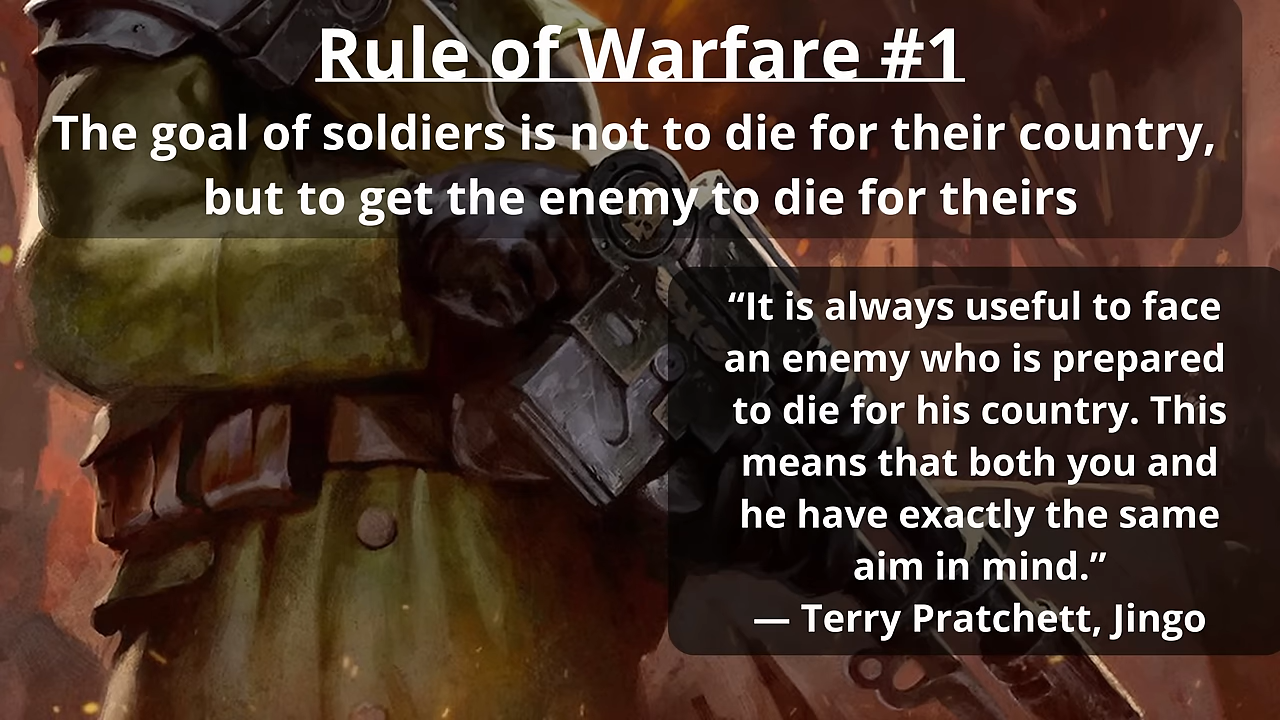 Rule of Warfare #1
The goal of soldiers is not to die for their country,
but to get the enemy to die for theirs
“It is always useful to face
an enemy who is prepared
to die for his country. This
means that both you and
he have exactly the same
aim in mind.”
— Terry Pratchett, Jingo